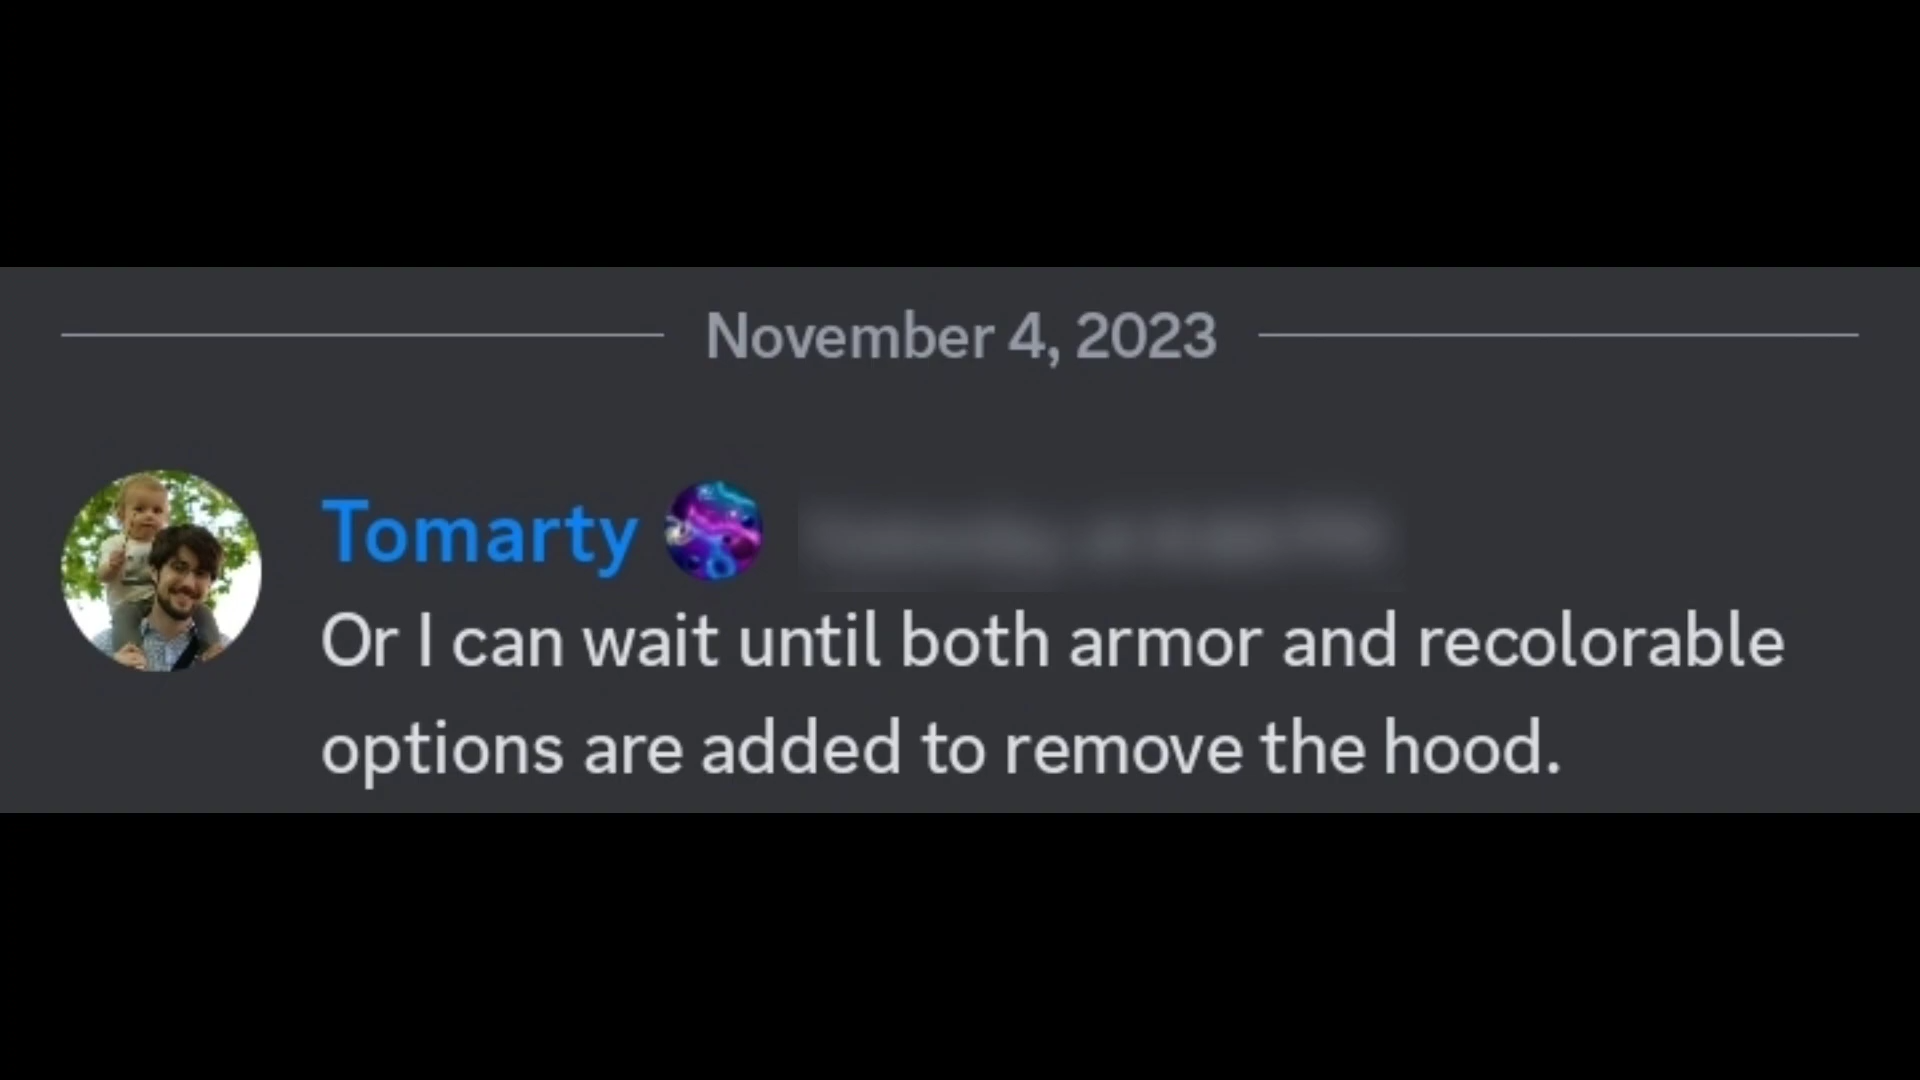 November 4, 2023
Tomarty
Or I can wait until both armor and recolorable
options are added to remove the hood.